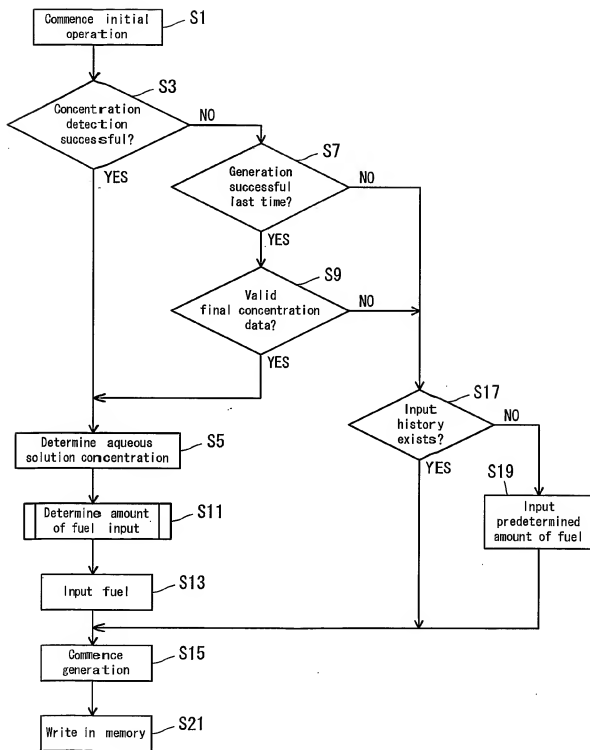 Commence initial
operation
S1
S3
Concentration
detection
successful?
NO
YES
S7
Generation
successful
last time?
NO
YES
S9
Valid
final concentration
data?
NO
YES
S17
Input
history
exists?
NO
YES
S5
Determine aqueous
solution concentration
S19
Input
predetermined
amount of fuel
S11
Determine amount
of fuel input
S13
Input fuel
S15
Commence
generation
S21
Write in memory